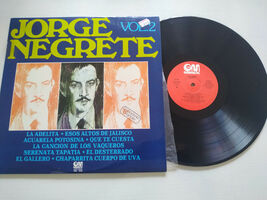 JORGE
NEGRETE
VOL.2
LA ADELITA • ESOS ALTOS DE JALISCO
ACUARELA POTOSINA • QUE TE CUESTA
LA CANCION DE LOS VAQUEROS
SERENATA TAPATIA • EL DESTERRADO
EL GALLERO • CHAPARRITA CUERPO DE UVA